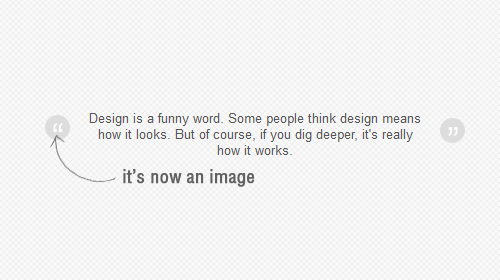 “ Design is a funny word. Some people think design means ”
how it looks. But of course, if you dig deeper, it's really
how it works.
it's now an image